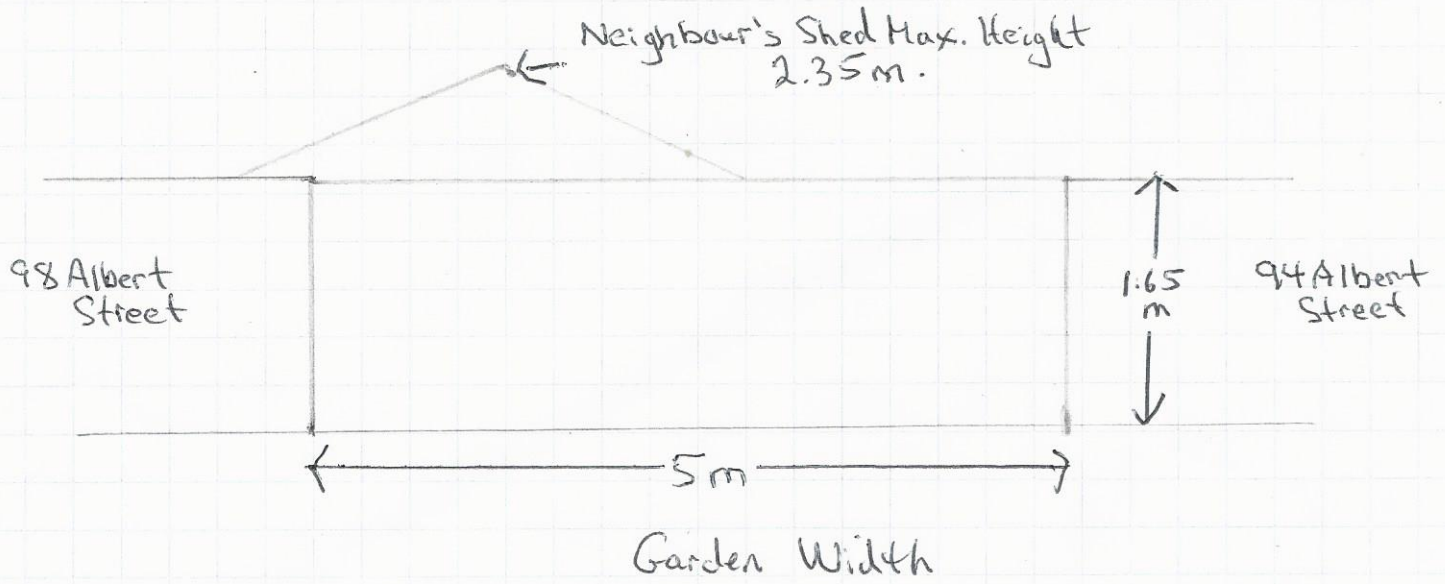 Neighbour's Shed Max. Height
2.35m.
98 Albert
Street
1.65
m
94 Albert
Street
5m
Garden Width